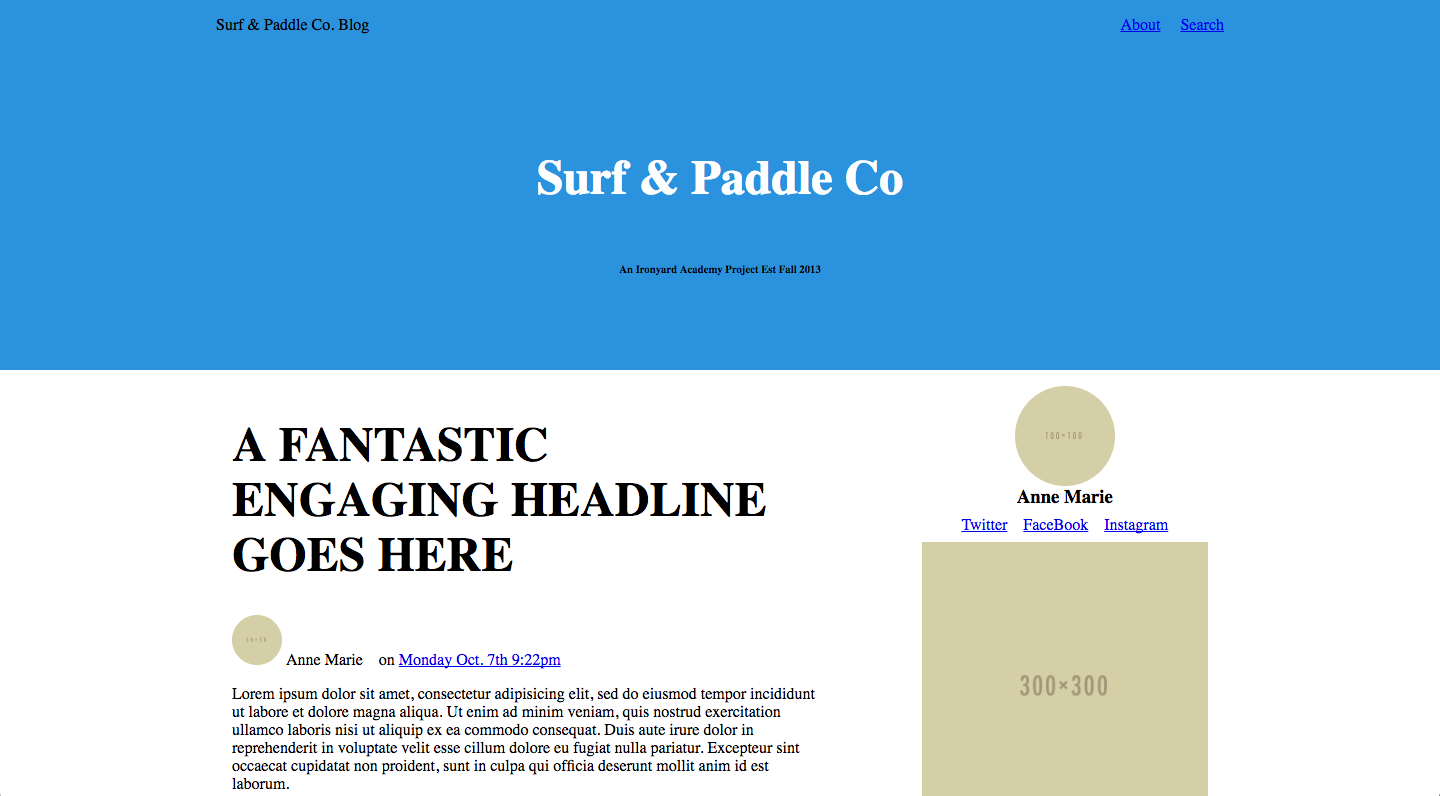 Surf & Paddle Co. Blog
About Search
Surf & Paddle Co
An Ironyard Academy Project Est Fall 2013
A FANTASTIC
ENGAGING HEADLINE
GOES HERE
50×50
Anne Marie on Monday Oct. 7th 9:22pm
Lorem ipsum dolor sit amet, consectetur adipisicing elit, sed do eiusmod tempor incididunt
ut labore et dolore magna aliqua. Ut enim ad minim veniam, quis nostrud exercitation
ullamco laboris nisi ut aliquip ex ea commodo consequat. Duis aute irure dolor in
reprehenderit in voluptate velit esse cillum dolore eu fugiat nulla pariatur. Excepteur sint
occaecat cupidatat non proident, sunt in culpa qui officia deserunt mollit anim id est
laborum.
100×100
Anne Marie
Twitter FaceBook Instagram
300×300